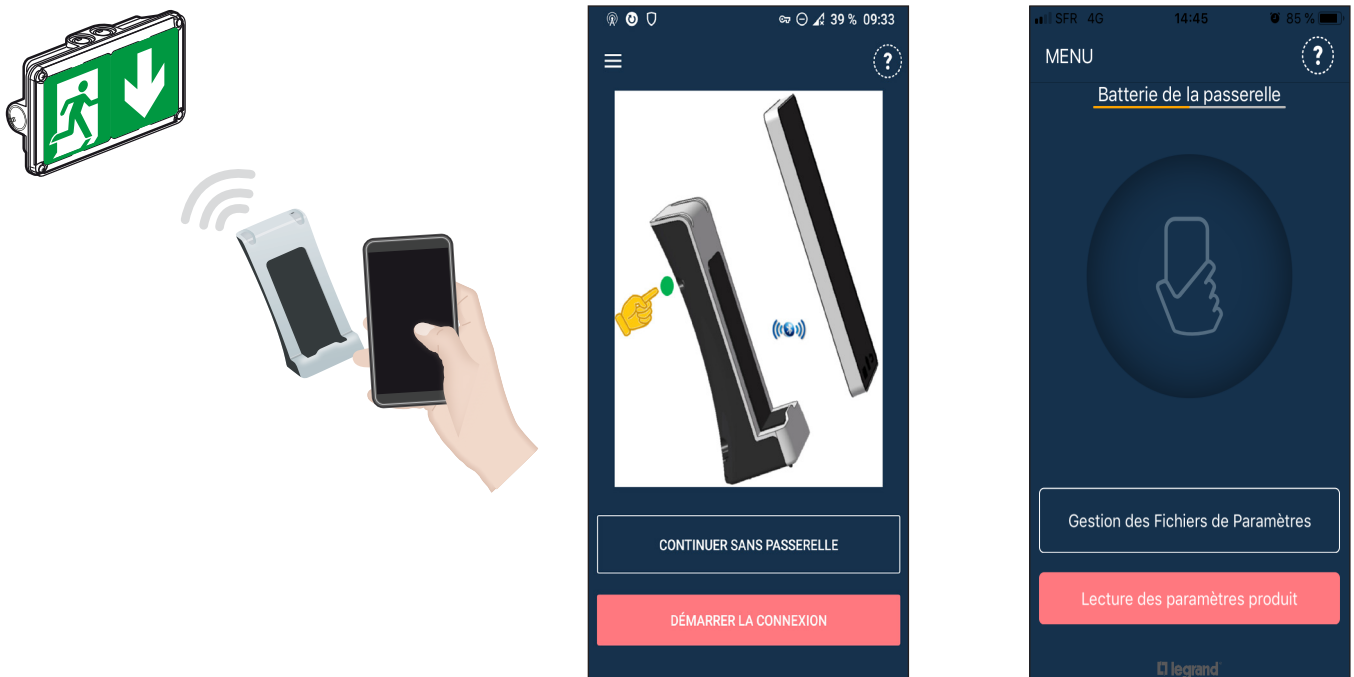 39 % 09:33
?
CONTINUER SANS PASSERELLE
DÉMARRER LA CONNEXION
SFR 4G 14:45 85 %
MENU ?
Batterie de la passerelle
Gestion des Fichiers de Paramètres
Lecture des paramètres produit
legrand